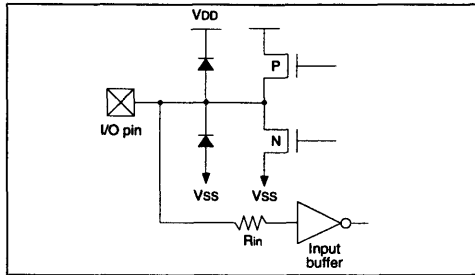 VDD
P
I/O pin
N
VSS
VSS
Rin
Input
buffer